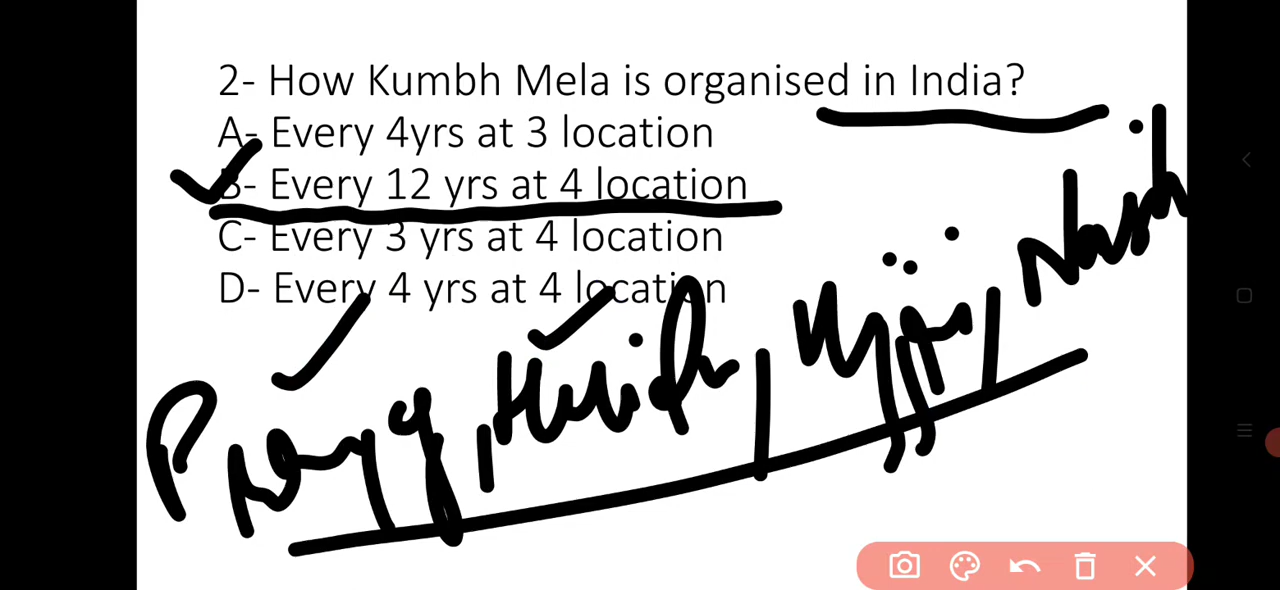 2- How Kumbh Mela is organised in India?
A- Every 4yrs at 3 location
B- Every 12 yrs at 4 location
C- Every 3 yrs at 4 location
D- Every 4 yrs at 4 location